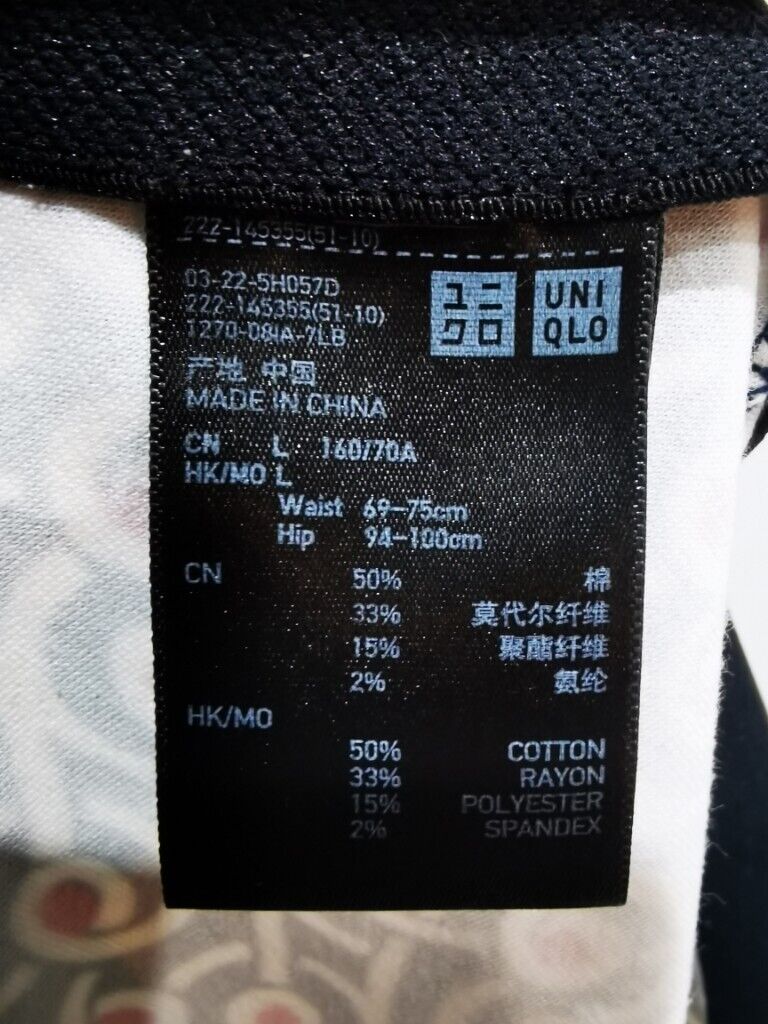 222-145355(51-10)
03-22-5H057D
222-145355(51-10)
1270-08IA-7LB
ユニ
クロ
UNI
QLO
产地 中国
MADE IN CHINA
CN L 160/70A
HK/MO L
Waist 69-75cm
Hip 94-100cm
CN 50% 棉
33% 莫代尔纤维
15% 聚酯纤维
2% 氨纶
HK/MO
50% COTTON
33% RAYON
15% POLYESTER
2% SPANDEX